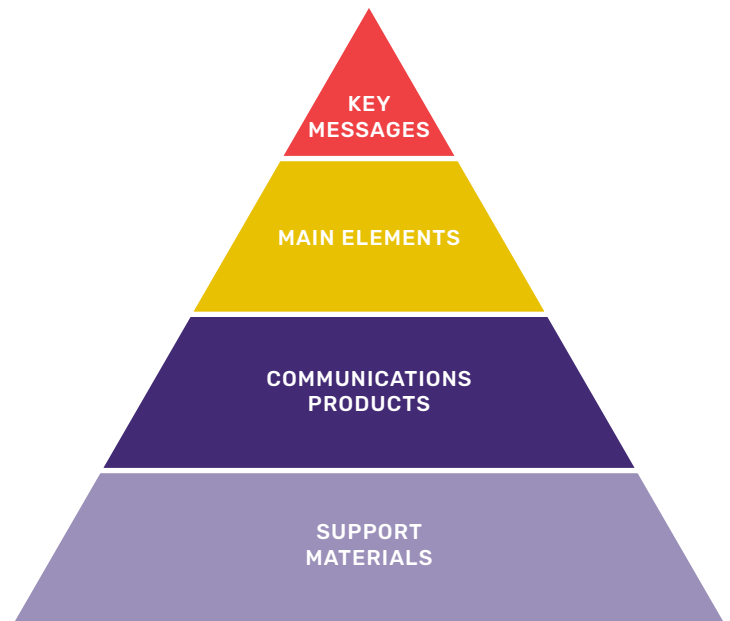 KEY
MESSAGES
MAIN ELEMENTS
COMMUNICATIONS
PRODUCTS
SUPPORT
MATERIALS